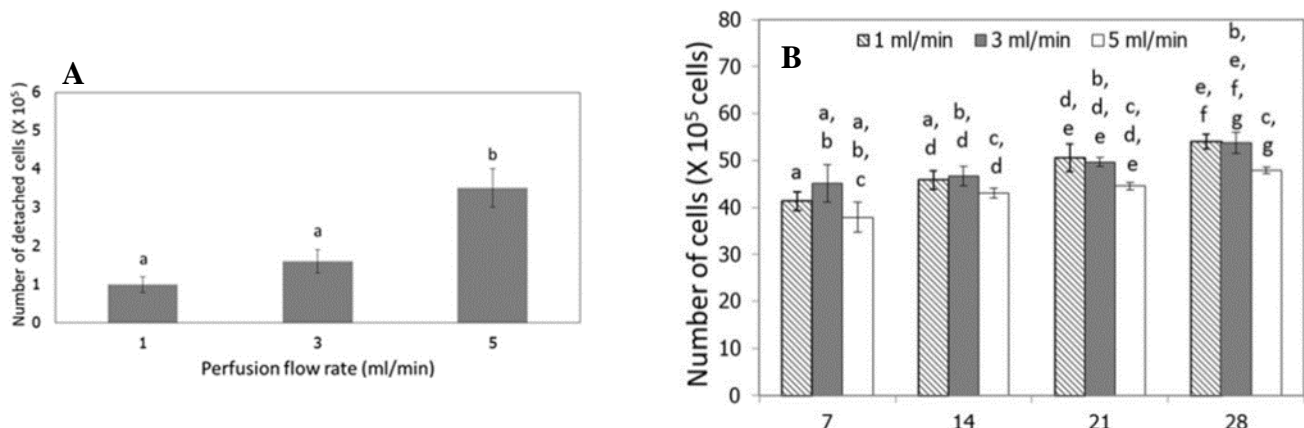 A
Number of detached cells (X 10⁵)
6
5
4
3
2
1
0
a
a
b
1 3 5
Perfusion flow rate (ml/min)
B
1 ml/min 3 ml/min 5 ml/min
Number of cells (X 10⁵ cells)
80
70
60
50
40
30
20
10
0
a
a,
b
a,
b,
c
a,
d
b,
d
c,
d
d,
e
b,
d,
e
c,
d,
e
e,
f
b,
e,
f,
g
c,
g
7 14 21 28